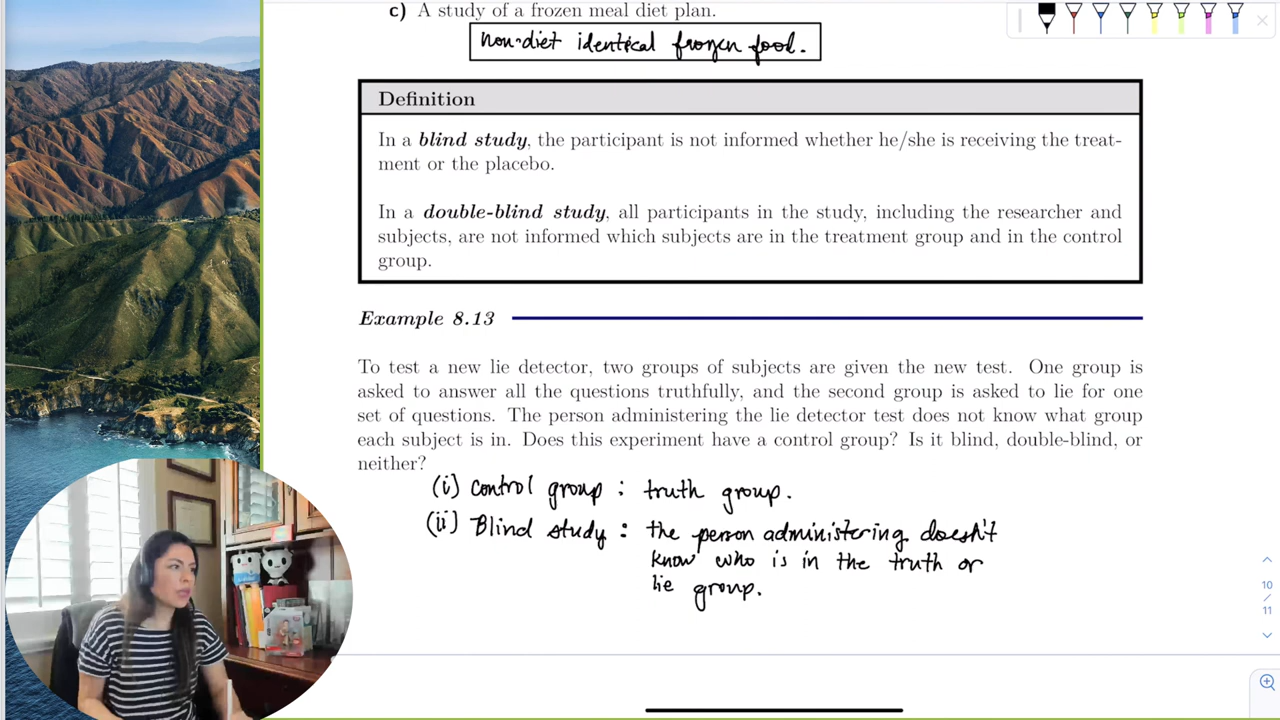 c) A study of a frozen meal diet plan.
non-diet identical frozen food.
Definition
In a blind study, the participant is not informed whether he/she is receiving the treat-
ment or the placebo.
In a double-blind study, all participants in the study, including the researcher and
subjects, are not informed which subjects are in the treatment group and in the control
group.
Example 8.13
To test a new lie detector, two groups of subjects are given the new test. One group is
asked to answer all the questions truthfully, and the second group is asked to lie for one
set of questions. The person administering the lie detector test does not know what group
each subject is in. Does this experiment have a control group? Is it blind, double-blind, or
neither?
(i) control group : truth group.
(ii) Blind study : the person administering doesn't
know who is in the truth or
lie group.
10
/
11